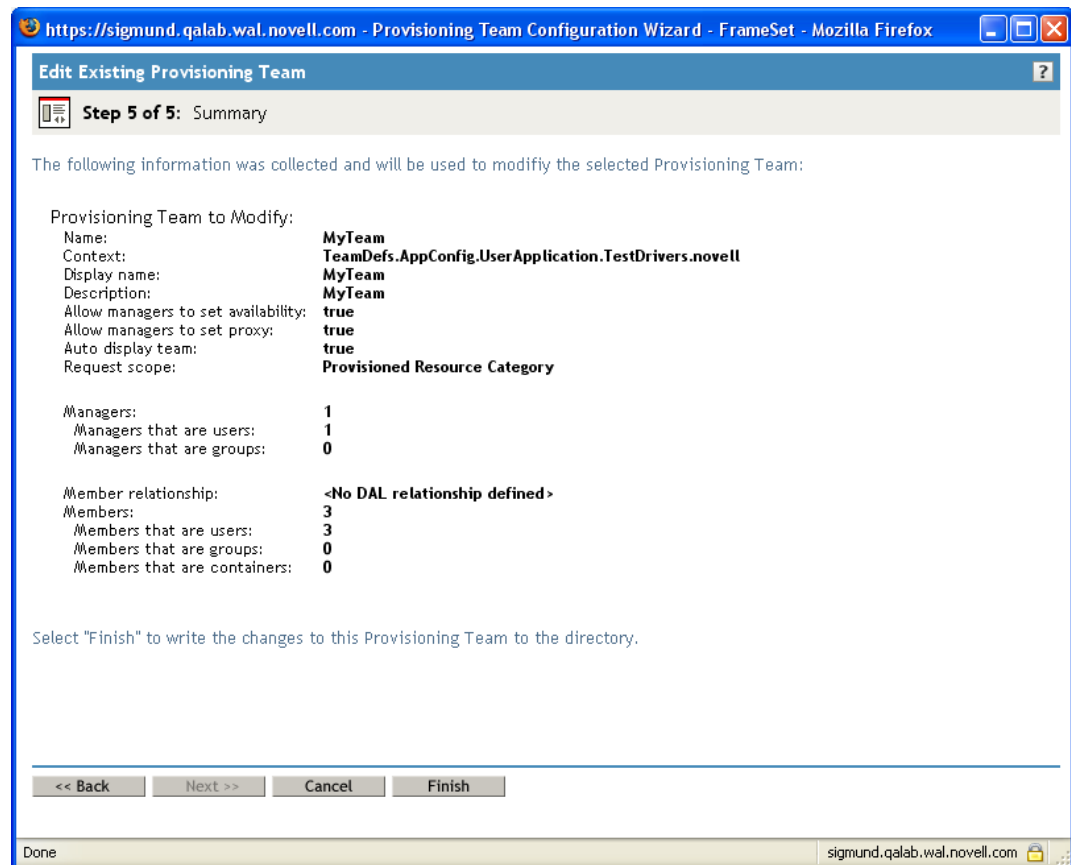 https://sigmund.qalab.wal.novell.com - Provisioning Team Configuration Wizard - FrameSet - Mozilla Firefox
Edit Existing Provisioning Team ?
Step 5 of 5: Summary
The following information was collected and will be used to modifiy the selected Provisioning Team:
Provisioning Team to Modify:
Name: MyTeam
Context: TeamDefs.AppConfig.UserApplication.TestDrivers.novell
Display name: MyTeam
Description: MyTeam
Allow managers to set availability: true
Allow managers to set proxy: true
Auto display team: true
Request scope: Provisioned Resource Category
Managers: 1
Managers that are users: 1
Managers that are groups: 0
Member relationship: <No DAL relationship defined>
Members: 3
Members that are users: 3
Members that are groups: 0
Members that are containers: 0
Select "Finish" to write the changes to this Provisioning Team to the directory.
<< Back Next >> Cancel Finish
Done sigmund.qalab.wal.novell.com